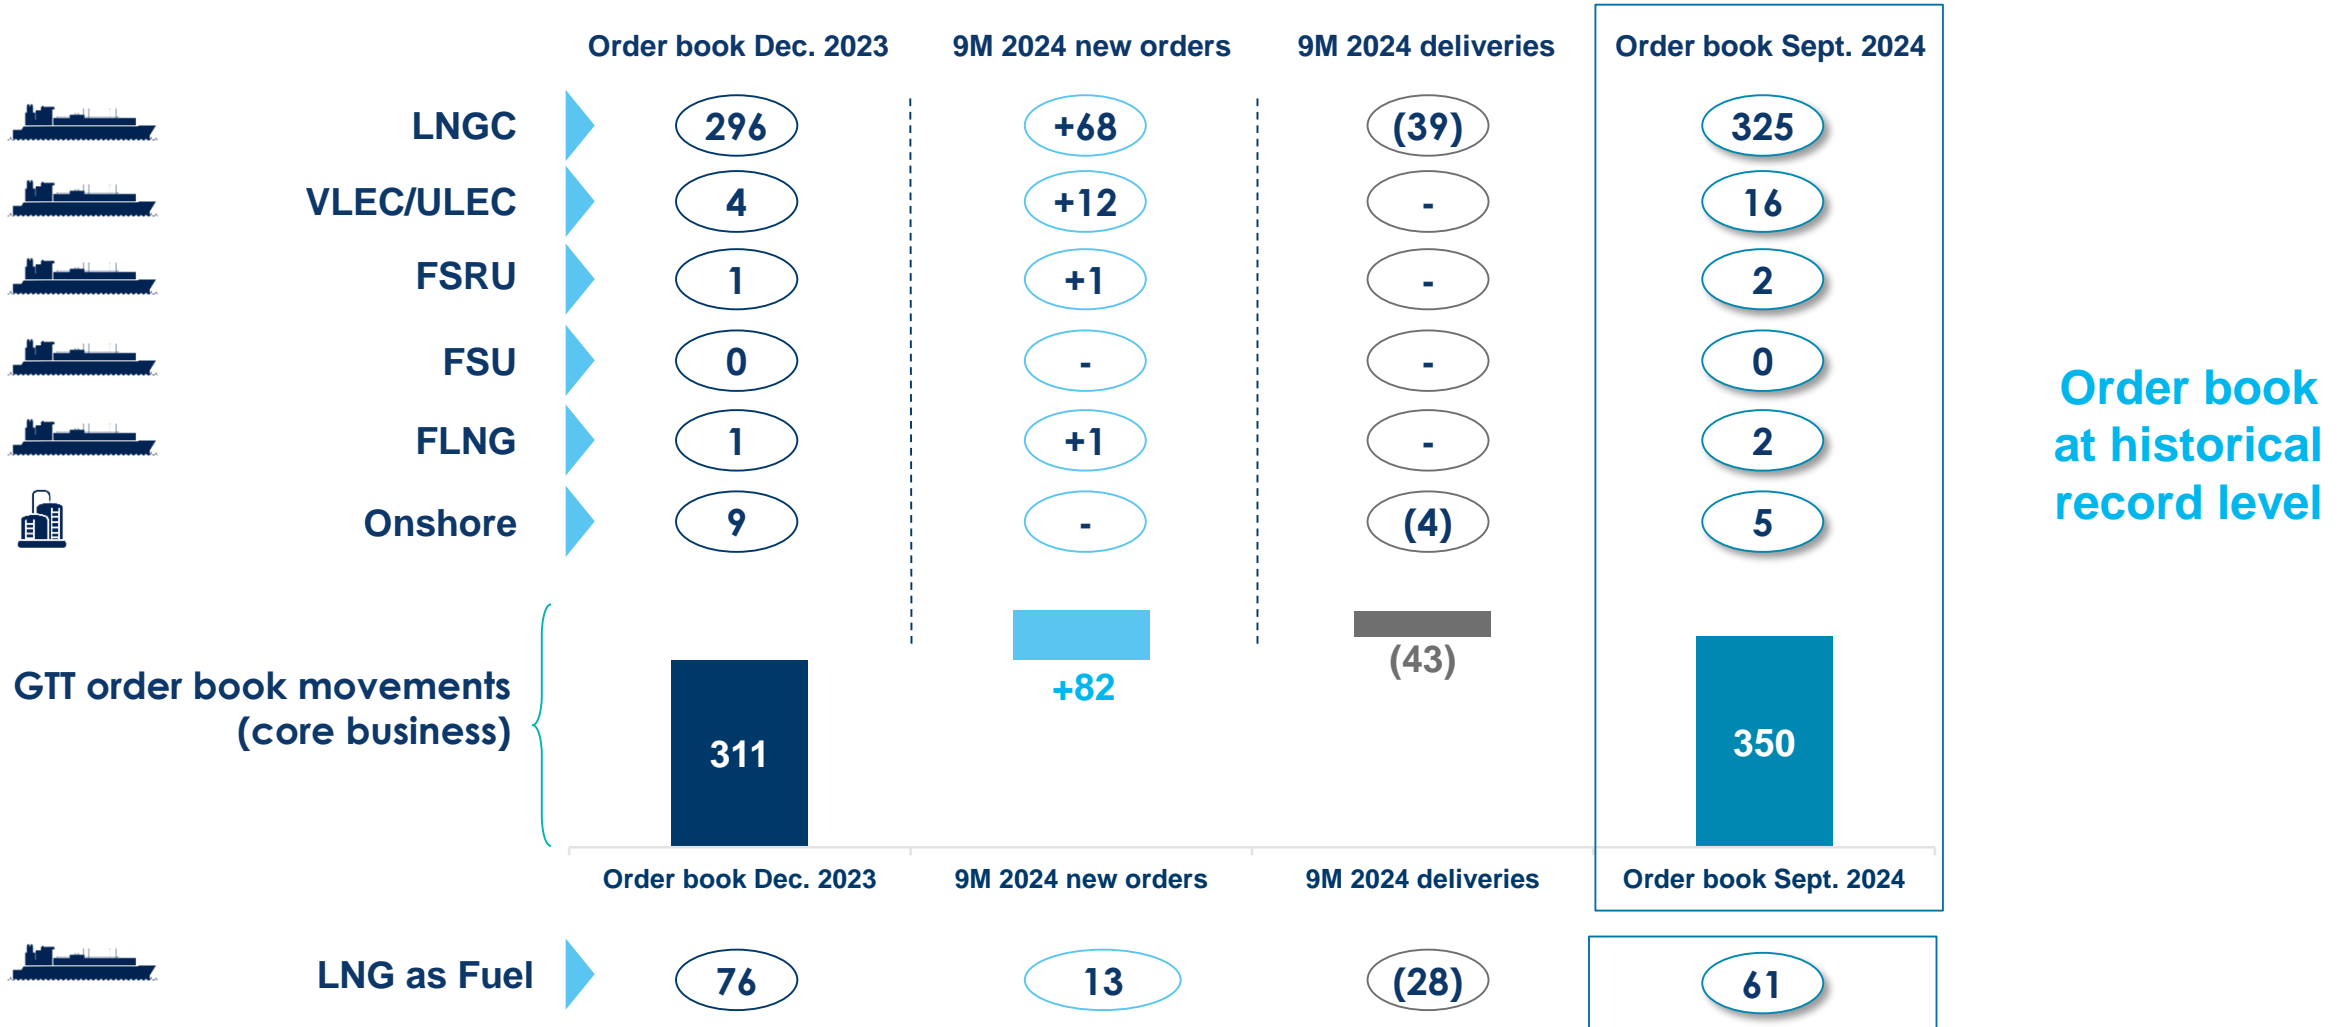 Order book Dec. 2023 9M 2024 new orders 9M 2024 deliveries Order book Sept. 2024
LNGC 296 +68 (39) 325
VLEC/ULEC 4 +12 - 16
FSRU 1 +1 - 2
FSU 0 - - 0
FLNG 1 +1 - 2
Onshore 9 - (4) 5
Order book
at historical
record level
GTT order book movements
(core business)
311
+82
(43)
350
Order book Dec. 2023 9M 2024 new orders 9M 2024 deliveries Order book Sept. 2024
LNG as Fuel 76 13 (28) 61